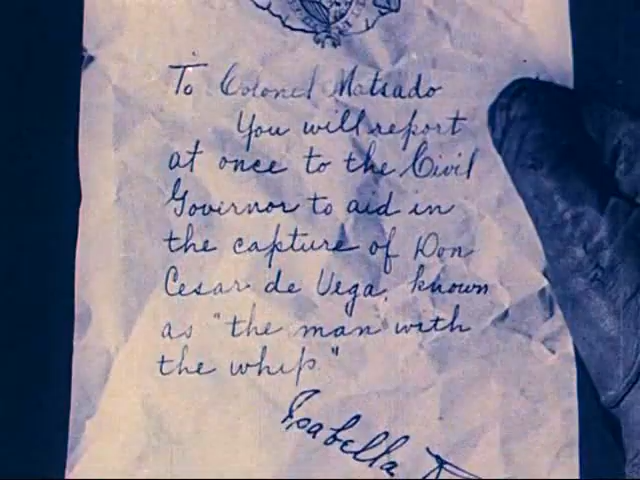 To Colonel Matsado
You will report
at once to the Civil
Governor to aid in
the capture of Don
Cesar de Vega, known
as "the man with
the whip."
Isabella